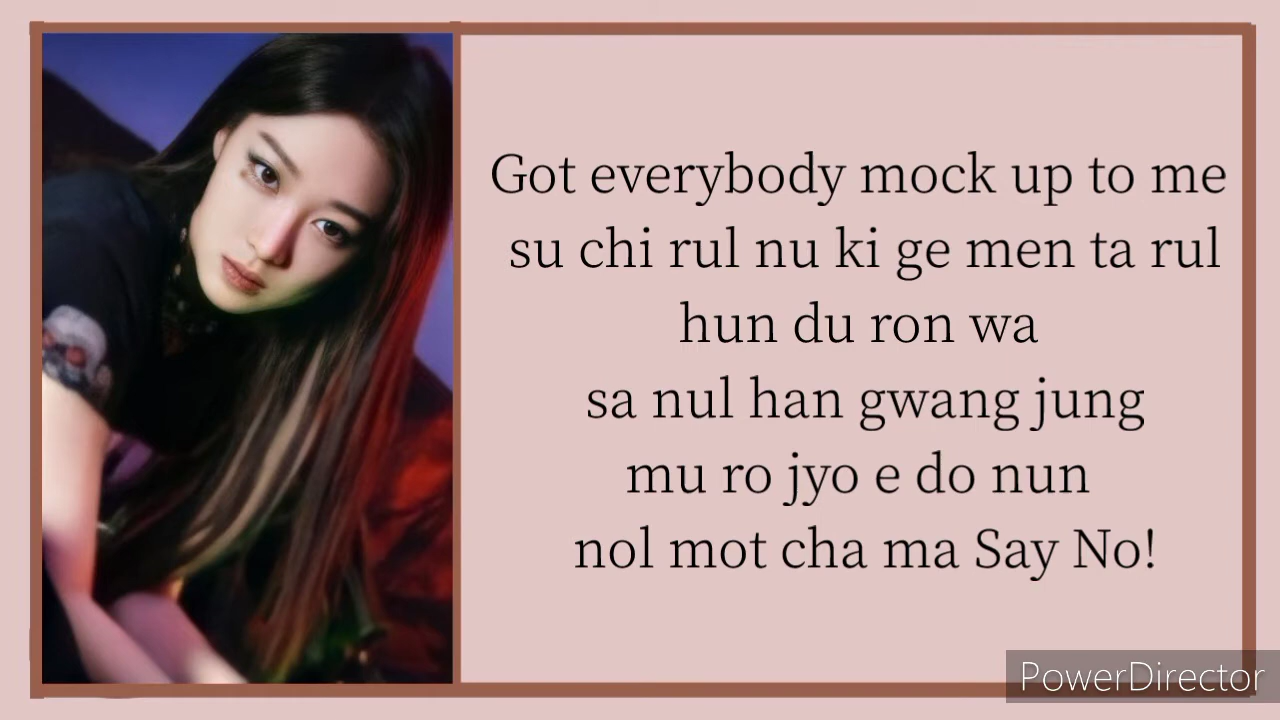 Got everybody mock up to me
su chi rul nu ki ge men ta rul
hun du ron wa
sa nul han gwang jung
mu ro jyo e do nun
nol mot cha ma Say No!
PowerDirector